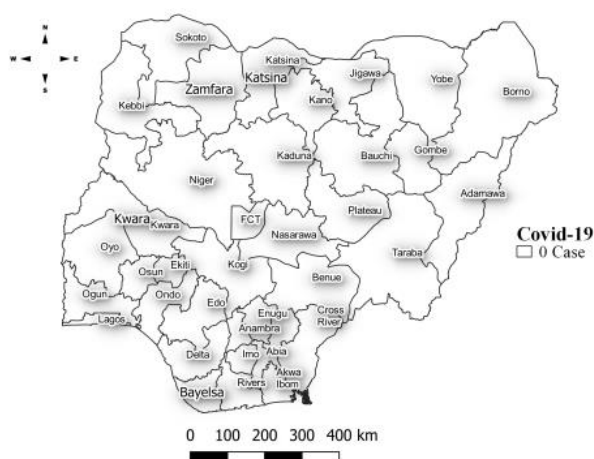 N
W E
S
Sokoto
Katsina
Jigawa
Yobe
Borno
Zamfara
Katsina
Kebbi
Kano
Kaduna
Bauchi
Gombe
Niger
Adamawa
Kwara
Kwara
FCT
Plateau
Nasarawa
Covid-19
0 Case
Oyo
Osun
Ekiti
Kogi
Taraba
Benue
Ogun
Ondo
Edo
Lagos
Enugu
Cross
River
Anambra
Delta
Imo
Abia
Akwa
Ibom
Bayelsa
Rivers
0 100 200 300 400 km